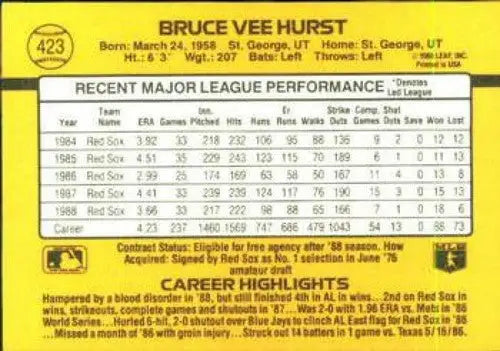 423
BRUCE VEE HURST
Born: March 24, 1958 St. George, UT Home: St. George, UT
Ht.: 6' 3" Wgt.: 207 Bats: Left Throws: Left
LEAF, INC.
Printed in USA
RECENT MAJOR LEAGUE PERFORMANCE *Denotes Led League
Year Team Name ERA Games Inn. Pitched Hits Runs Er Runs Walks Strike Outs Comp. Games Shut Outs Save Won Lost
1984 Red Sox 3.92 33 218 232 106 95 88 136 9 2 0 12 12
1985 Red Sox 4.51 35 229 243 123 115 70 189 6 1 0 11 13
1986 Red Sox 2.99 25 174 169 63 58 50 167 11 4 0 13 8
1987 Red Sox 4.41 33 239 239 124 117 76 190 15 3 0 15 13
1988 Red Sox 3.66 33 217 222 98 88 65 166 7 1 0 18 6
Career 4.23 237 1460 1569 747 686 479 1043 54 13 0 88 73
Contract Status: Eligible for free agency after '88 season. How
Acquired: Signed by Red Sox as No. 1 selection in June '76
amateur draft
CAREER HIGHLIGHTS
Hampered by a blood disorder in '88, but still finished 4th in AL in wins...2nd on Red Sox in
wins, strikeouts, complete games and shutouts in '87...Was 2-0 with 1.96 ERA vs. Mets in '86
World Series...Hurled 6-hit, 2-0 shutout over Blue Jays to clinch AL East flag for Red Sox in '86
...Missed a month of '86 with groin injury...Struck out 14 batters in 1 game vs. Texas 5/16/86.